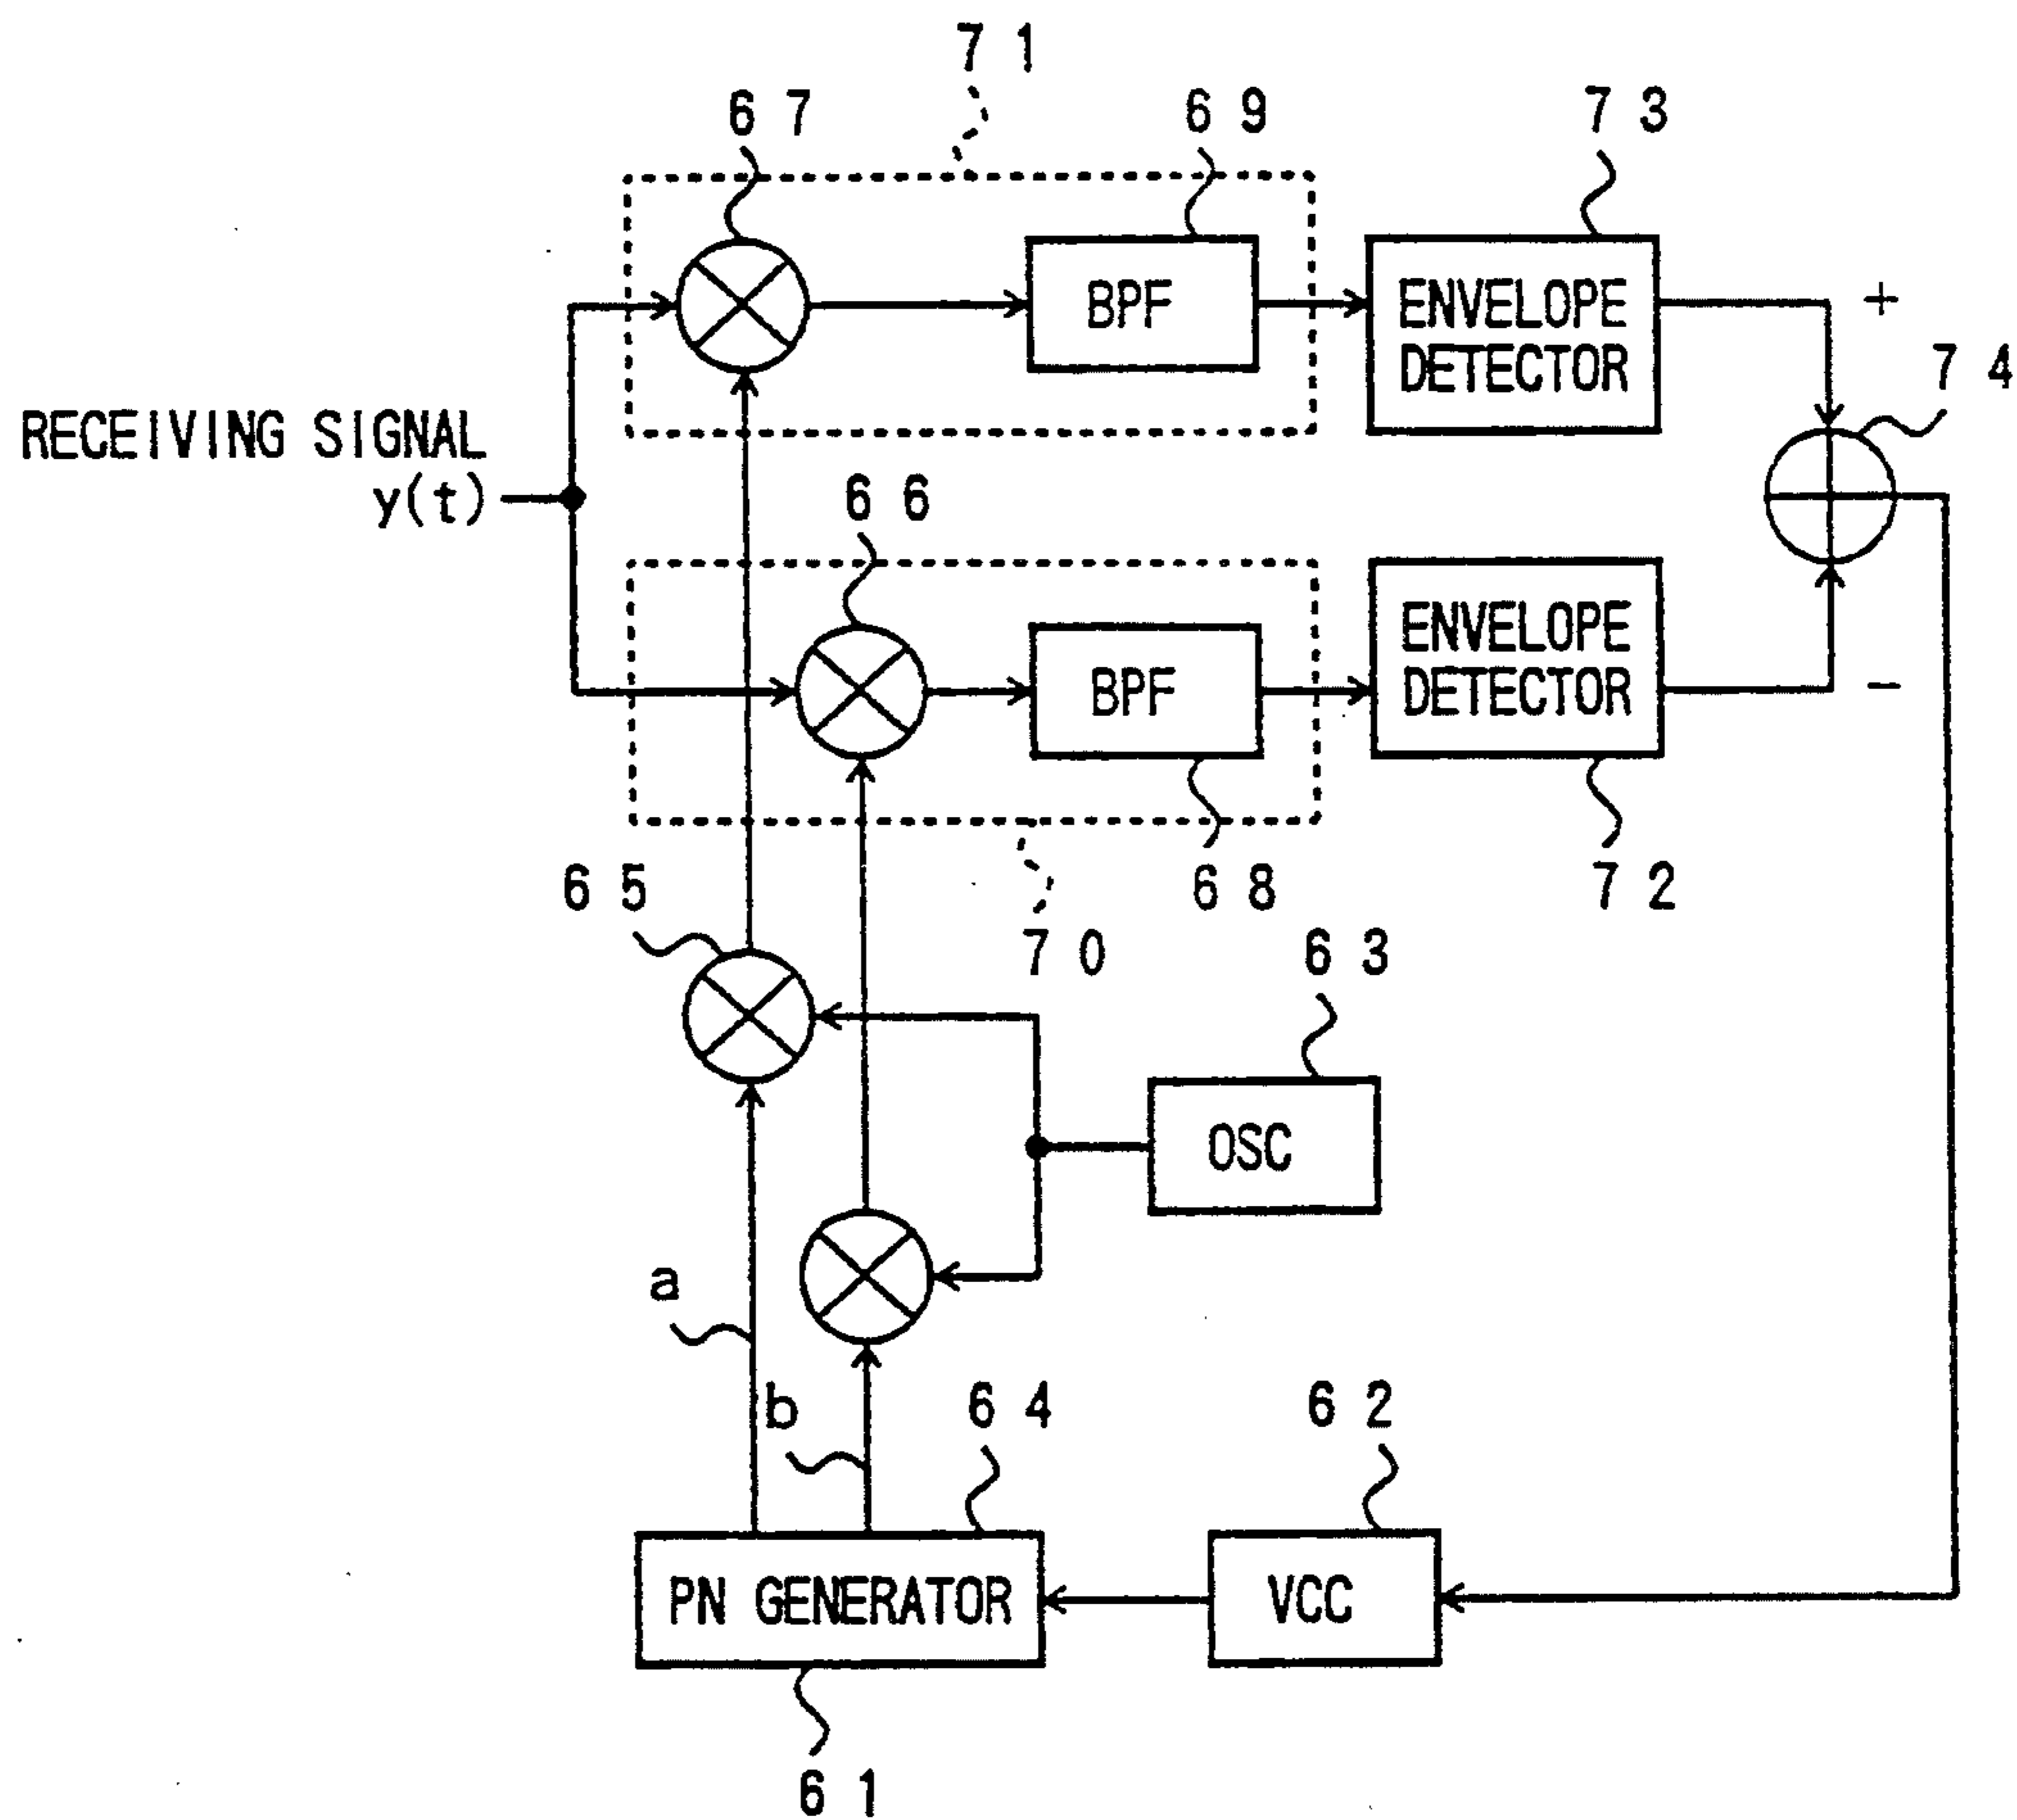 7 1
6 7
6 9
7 3
BPF
ENVELOPE
DETECTOR
+
7 4
RECEIVING SIGNAL
y(t)
6 6
BPF
ENVELOPE
DETECTOR
−
6 5
6 8
7 2
7 0
6 3
OSC
a
b
6 4
6 2
PN GENERATOR
VCC
6 1